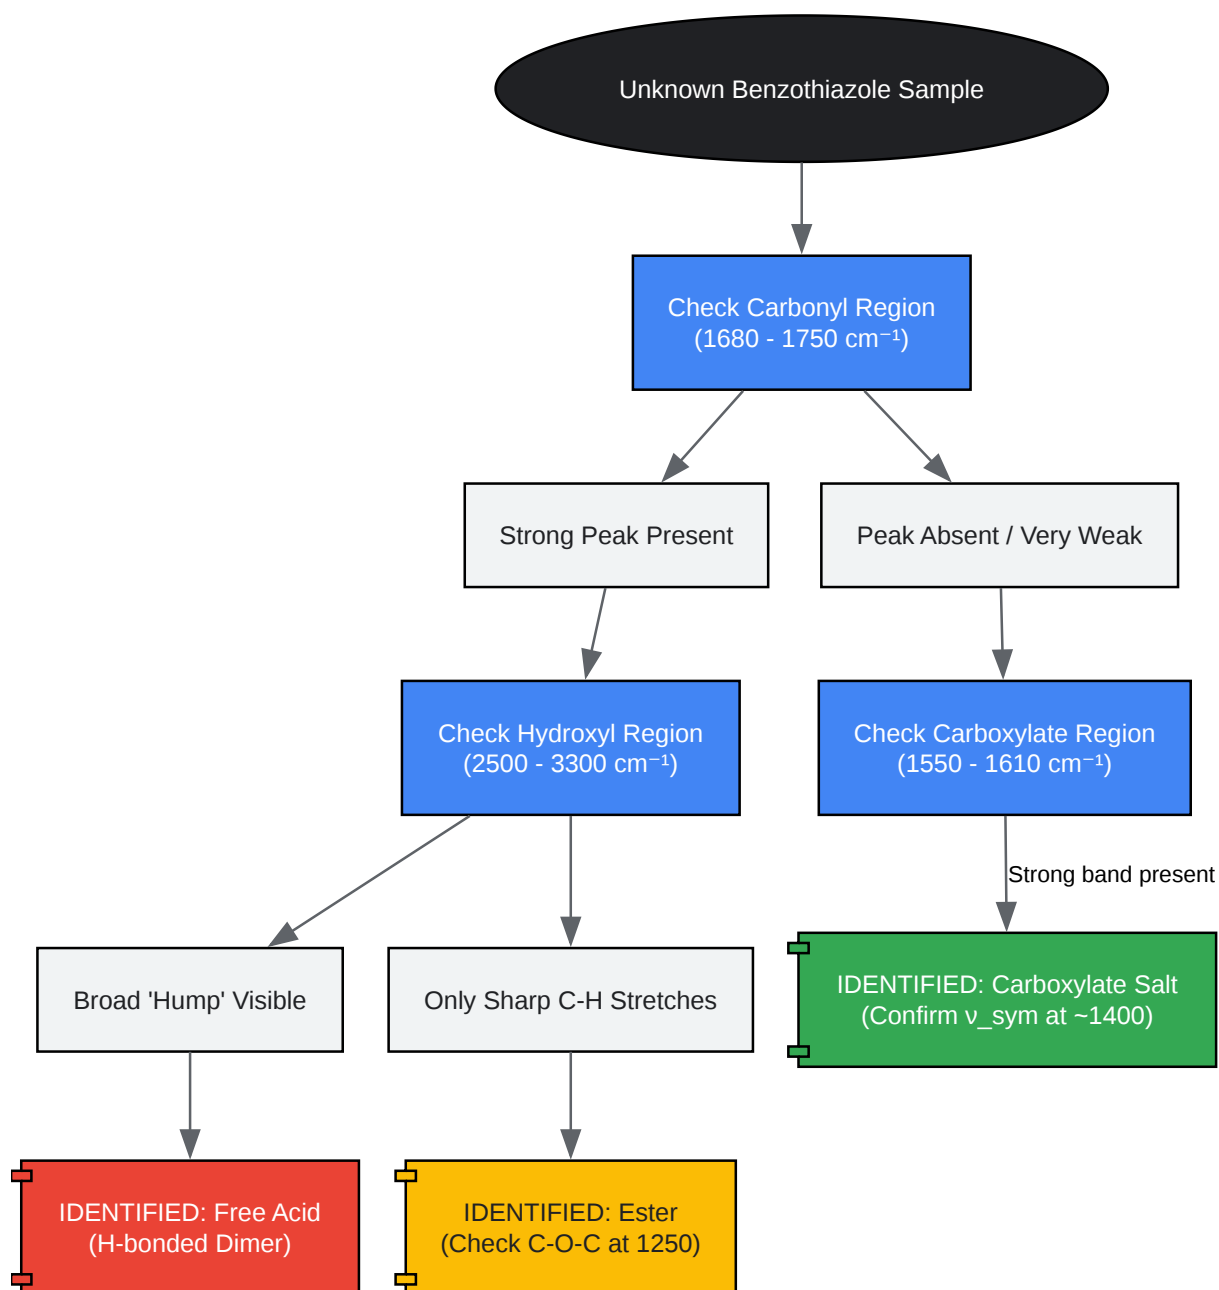 Unknown Benzothiazole Sample
Check Carbonyl Region
(1680 - 1750 cm⁻¹)
Strong Peak Present
Peak Absent / Very Weak
Check Hydroxyl Region
(2500 - 3300 cm⁻¹)
Check Carboxylate Region
(1550 - 1610 cm⁻¹)
Strong band present
Broad 'Hump' Visible
Only Sharp C-H Stretches
IDENTIFIED: Carboxylate Salt
(Confirm ν_sym at ~1400)
IDENTIFIED: Free Acid
(H-bonded Dimer)
IDENTIFIED: Ester
(Check C-O-C at 1250)